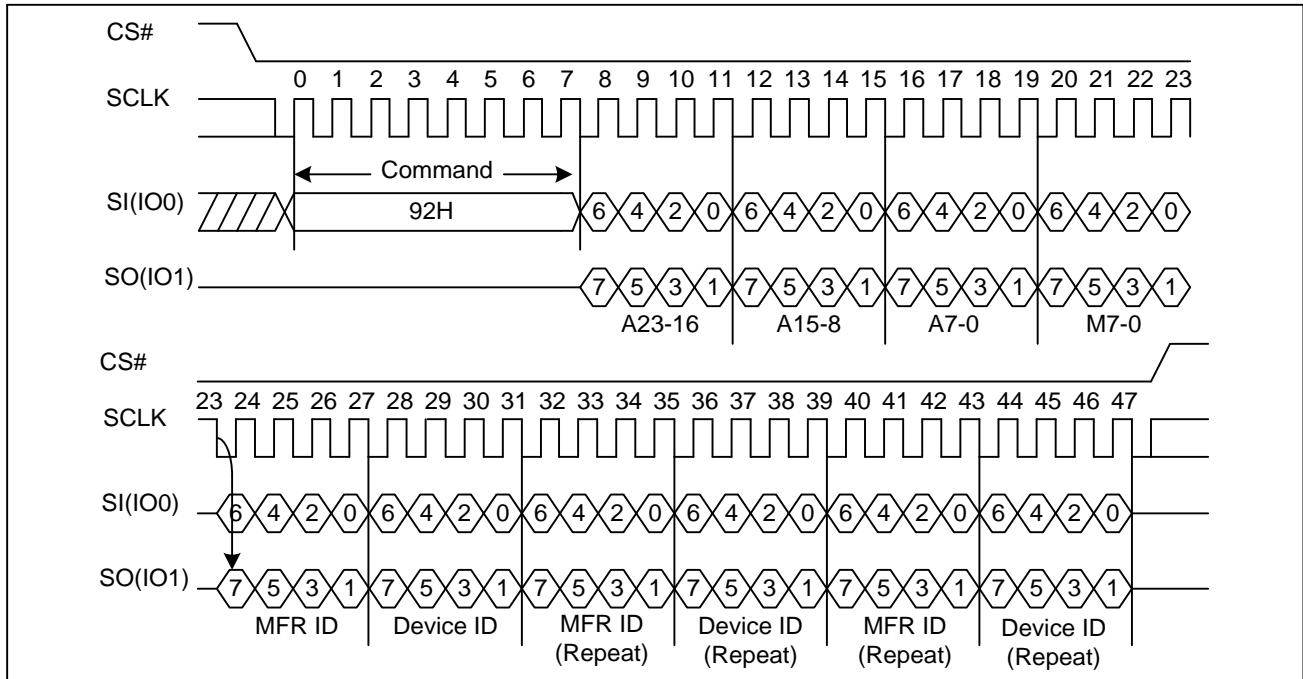 CS#
0 1 2 3 4 5 6 7 8 9 10 11 12 13 14 15 16 17 18 19 20 21 22 23
SCLK
Command
SI(IO0) 92H 6 4 2 0 6 4 2 0 6 4 2 0 6 4 2 0
SO(IO1) 7 5 3 1 7 5 3 1 7 5 3 1 7 5 3 1
A23-16 A15-8 A7-0 M7-0
CS#
23 24 25 26 27 28 29 30 31 32 33 34 35 36 37 38 39 40 41 42 43 44 45 46 47
SCLK
SI(IO0) 6 4 2 0 6 4 2 0 6 4 2 0 6 4 2 0 6 4 2 0 6 4 2 0
SO(IO1) 7 5 3 1 7 5 3 1 7 5 3 1 7 5 3 1 7 5 3 1 7 5 3 1
MFR ID Device ID MFR ID Device ID MFR ID Device ID
(Repeat) (Repeat) (Repeat) (Repeat)